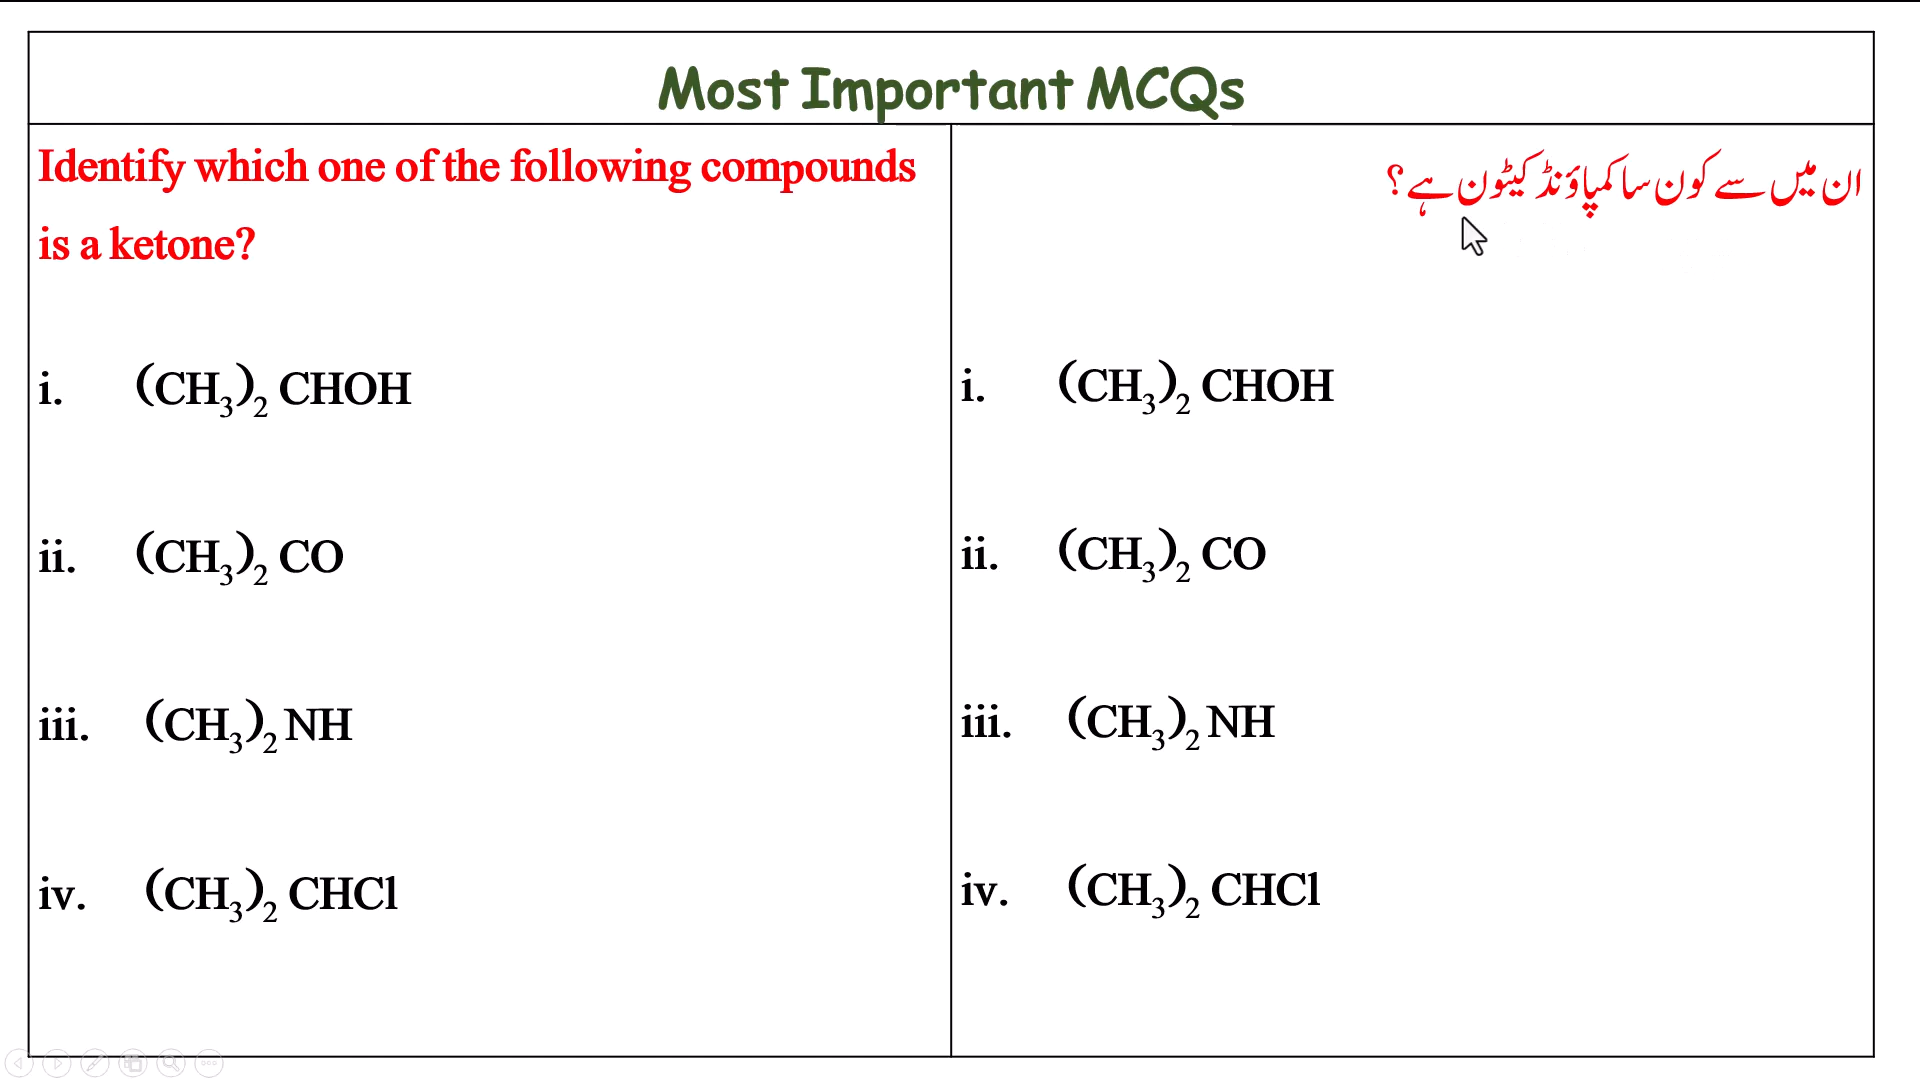 Most Important MCQs
Identify which one of the following compounds
is a ketone?
i. (CH₃)₂ CHOH
ii. (CH₃)₂ CO
iii. (CH₃)₂ NH
iv. (CH₃)₂ CHCl
ان میں سے کون سا کمپاؤنڈ کیٹون ہے؟
i. (CH₃)₂ CHOH
ii. (CH₃)₂ CO
iii. (CH₃)₂ NH
iv. (CH₃)₂ CHCl